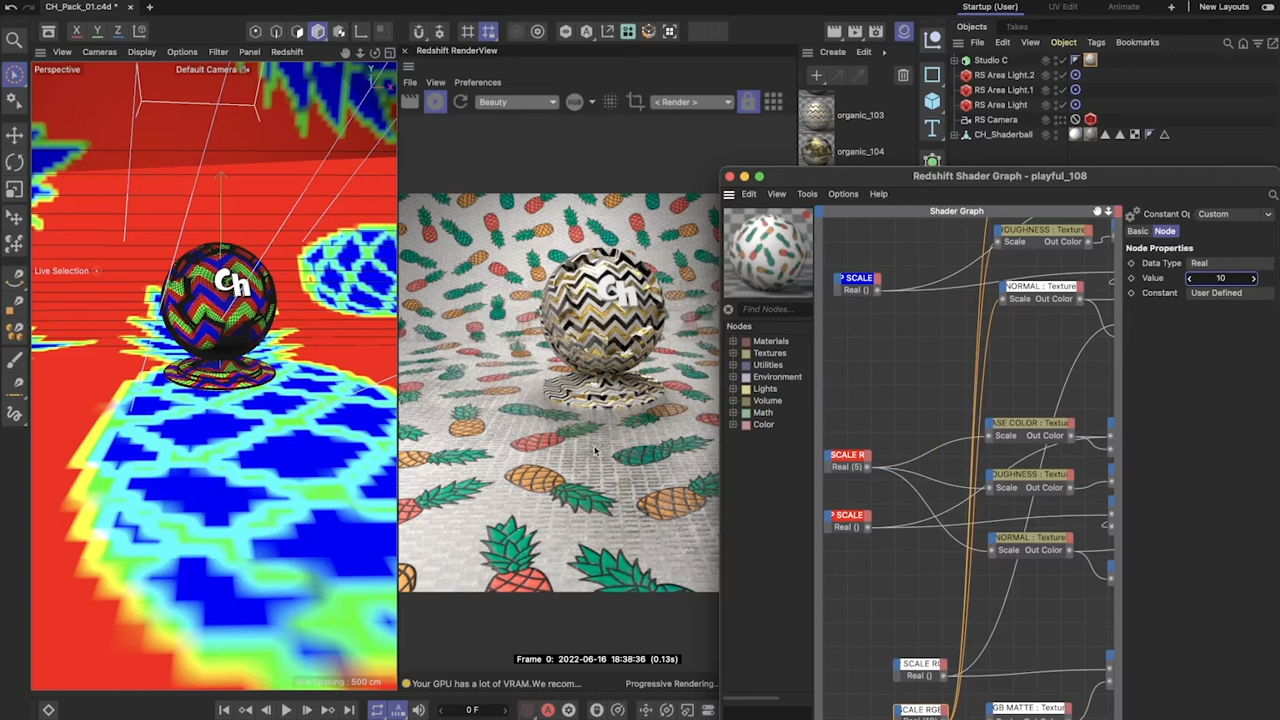 CH_Pack_01.c4d *
Startup (User)
UV Edit
Animate
New Layouts
X Y Z
Objects
Takes
View Cameras Display Options Filter Panel Redshift
Redshift RenderView
Create Edit
File Edit View Object Tags Bookmarks
Perspective
Default Camera
File View Preferences
Beauty
RGB
< Render >
Studio C
RS Area Light.2
RS Area Light.1
RS Area Light
RS Camera
CH_Shaderball
organic_103
organic_104
Redshift Shader Graph - playful_108
Edit View Tools Options Help
Shader Graph
Custom
Basic Node
Node Properties
Data Type Real
Value 10
Constant User Defined
Live Selection
Ch
Ch
Find Nodes...
Nodes
Materials
Textures
Utilities
Environment
Lights
Volume
Math
Color
Scale Out Color
P SCALE
Real ()
NORMAL : Texture
Scale Out Color
Scale Out Color
SCALE R
Real (5)
Scale Out Color
P SCALE
Real ()
Scale Out Color
Real ()
Frame 0: 2022-06-16 18:38:36 (0.13s)
500 cm
Your GPU has a lot of VRAM.We recom...
Progressive Rendering...
0 F